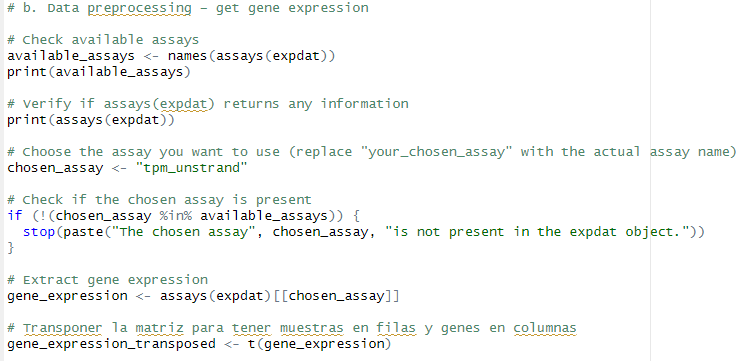 # b. Data preprocessing – get gene expression
# Check available assays
available_assays <- names(assays(expdat))
print(available_assays)
# Verify if assays(expdat) returns any information
print(assays(expdat))
# Choose the assay you want to use (replace "your_chosen_assay" with the actual assay name)
chosen_assay <- "tpm_unstrand"
# Check if the chosen assay is present
if (!(chosen_assay %in% available_assays)) {
  stop(paste("The chosen assay", chosen_assay, "is not present in the expdat object."))
}
# Extract gene expression
gene_expression <- assays(expdat)[[chosen_assay]]
# Transponer la matriz para tener muestras en filas y genes en columnas
gene_expression_transposed <- t(gene_expression)